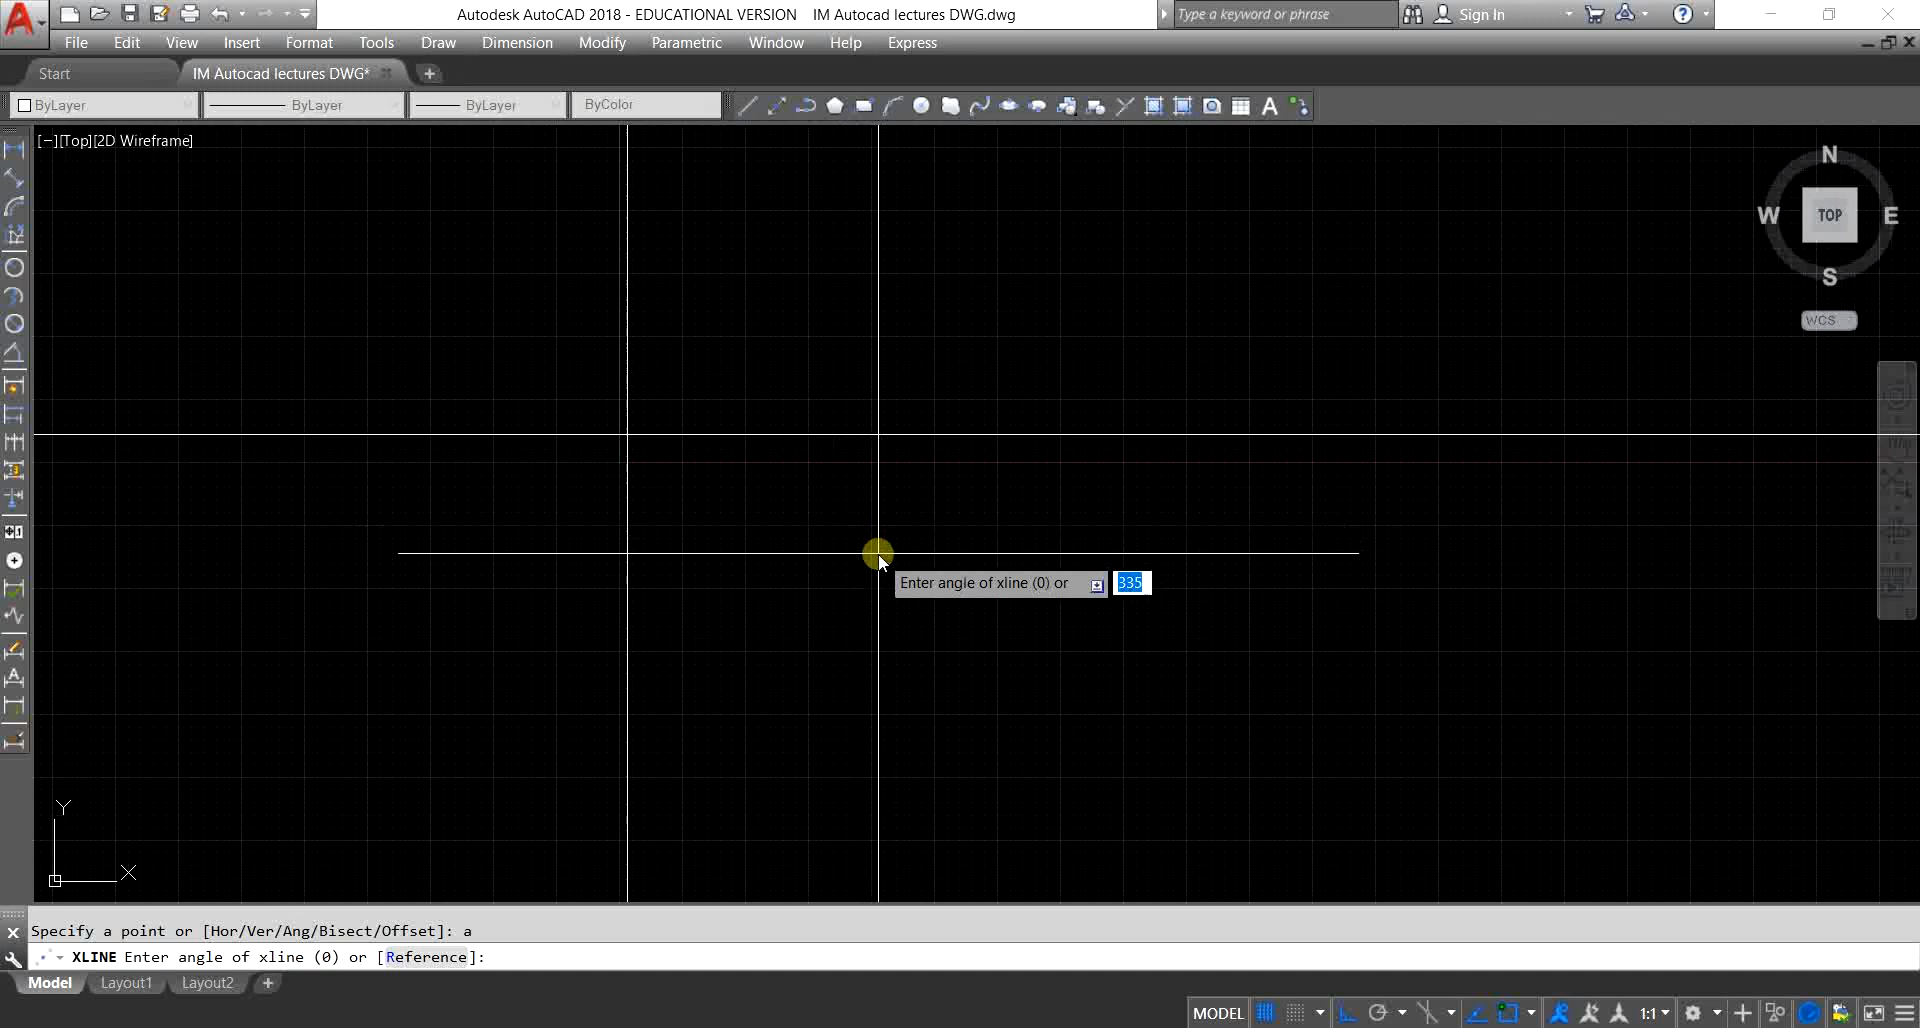 Autodesk AutoCAD 2018 - EDUCATIONAL VERSION IM Autocad lectures DWG.dwg
Type a keyword or phrase
Sign In
File Edit View Insert Format Tools Draw Dimension Modify Parametric Window Help Express
Start
IM Autocad lectures DWG*
ByLayer
ByLayer
ByLayer
ByColor
[−][Top][2D Wireframe]
N
W
TOP
E
S
WCS
Enter angle of xline (0) or
335
Y
X
Specify a point or [Hor/Ver/Ang/Bisect/Offset]: a
XLINE Enter angle of xline (0) or [Reference]:
Model
Layout1
Layout2
MODEL
1:1